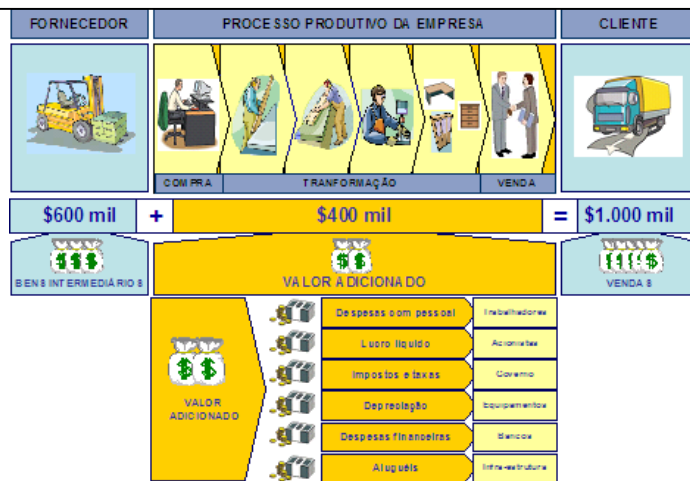 FORNECEDOR
PROCESSO PRODUTIVO DA EMPRESA
CLIENTE
COMPRA
TRANFORMAÇÃO
VENDA
$600 mil
+
$400 mil
=
$1.000 mil
BENS INTERMEDIÁRIOS
VALOR ADICIONADO
VENDAS
VALOR
ADICIONADO
Despesas com pessoal
Trabalhadores
Lucro líquido
Acionistas
Impostos e taxas
Governo
Depreciação
Equipamentos
Despesas financeiras
Bancos
Aluguéis
Infra-estrutura